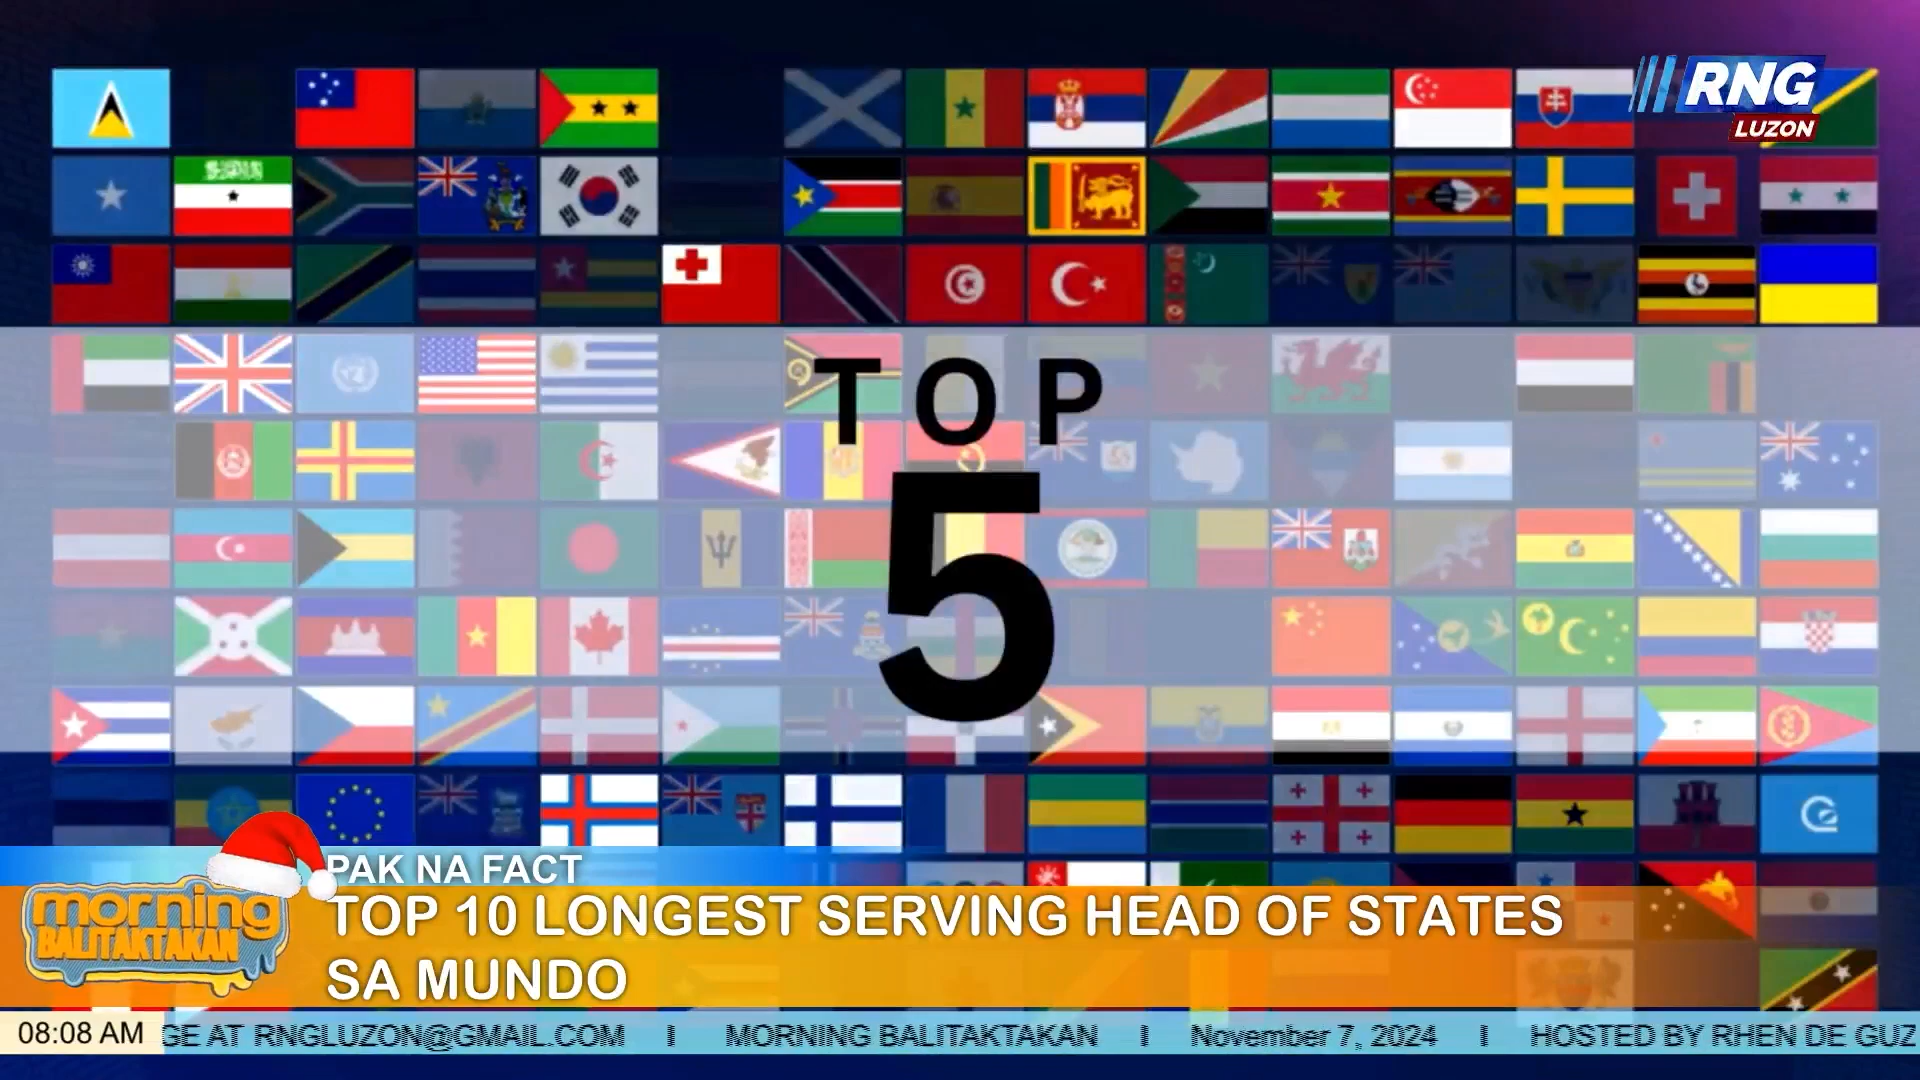 RNG
LUZON
TOP
5
PAK NA FACT
TOP 10 LONGEST SERVING HEAD OF STATES
SA MUNDO
morning
BALITAKTAKAN
08:08 AM
GE AT RNGLUZON@GMAIL.COM I MORNING BALITAKTAKAN I November 7, 2024 I HOSTED BY RHEN DE GUZ